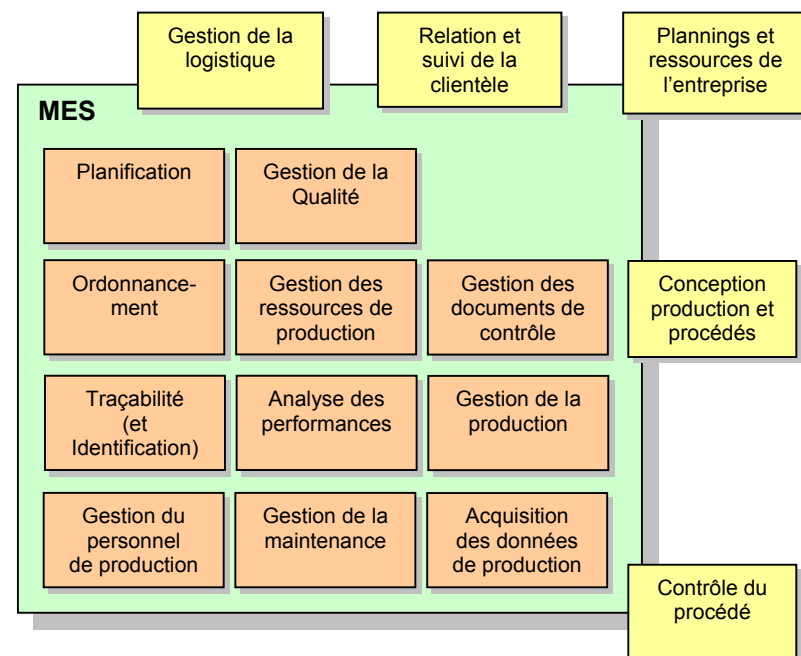 Gestion de la
logistique
Relation et
suivi de la
clientèle
Plannings et
ressources de
l'entreprise
MES
Planification
Gestion de la
Qualité
Ordonnance-
ment
Gestion des
ressources de
production
Gestion des
documents de
contrôle
Conception
production et
procédés
Traçabilité
(et
Identification)
Analyse des
performances
Gestion de la
production
Gestion du
personnel
de production
Gestion de la
maintenance
Acquisition
des données
de production
Contrôle du
procédé